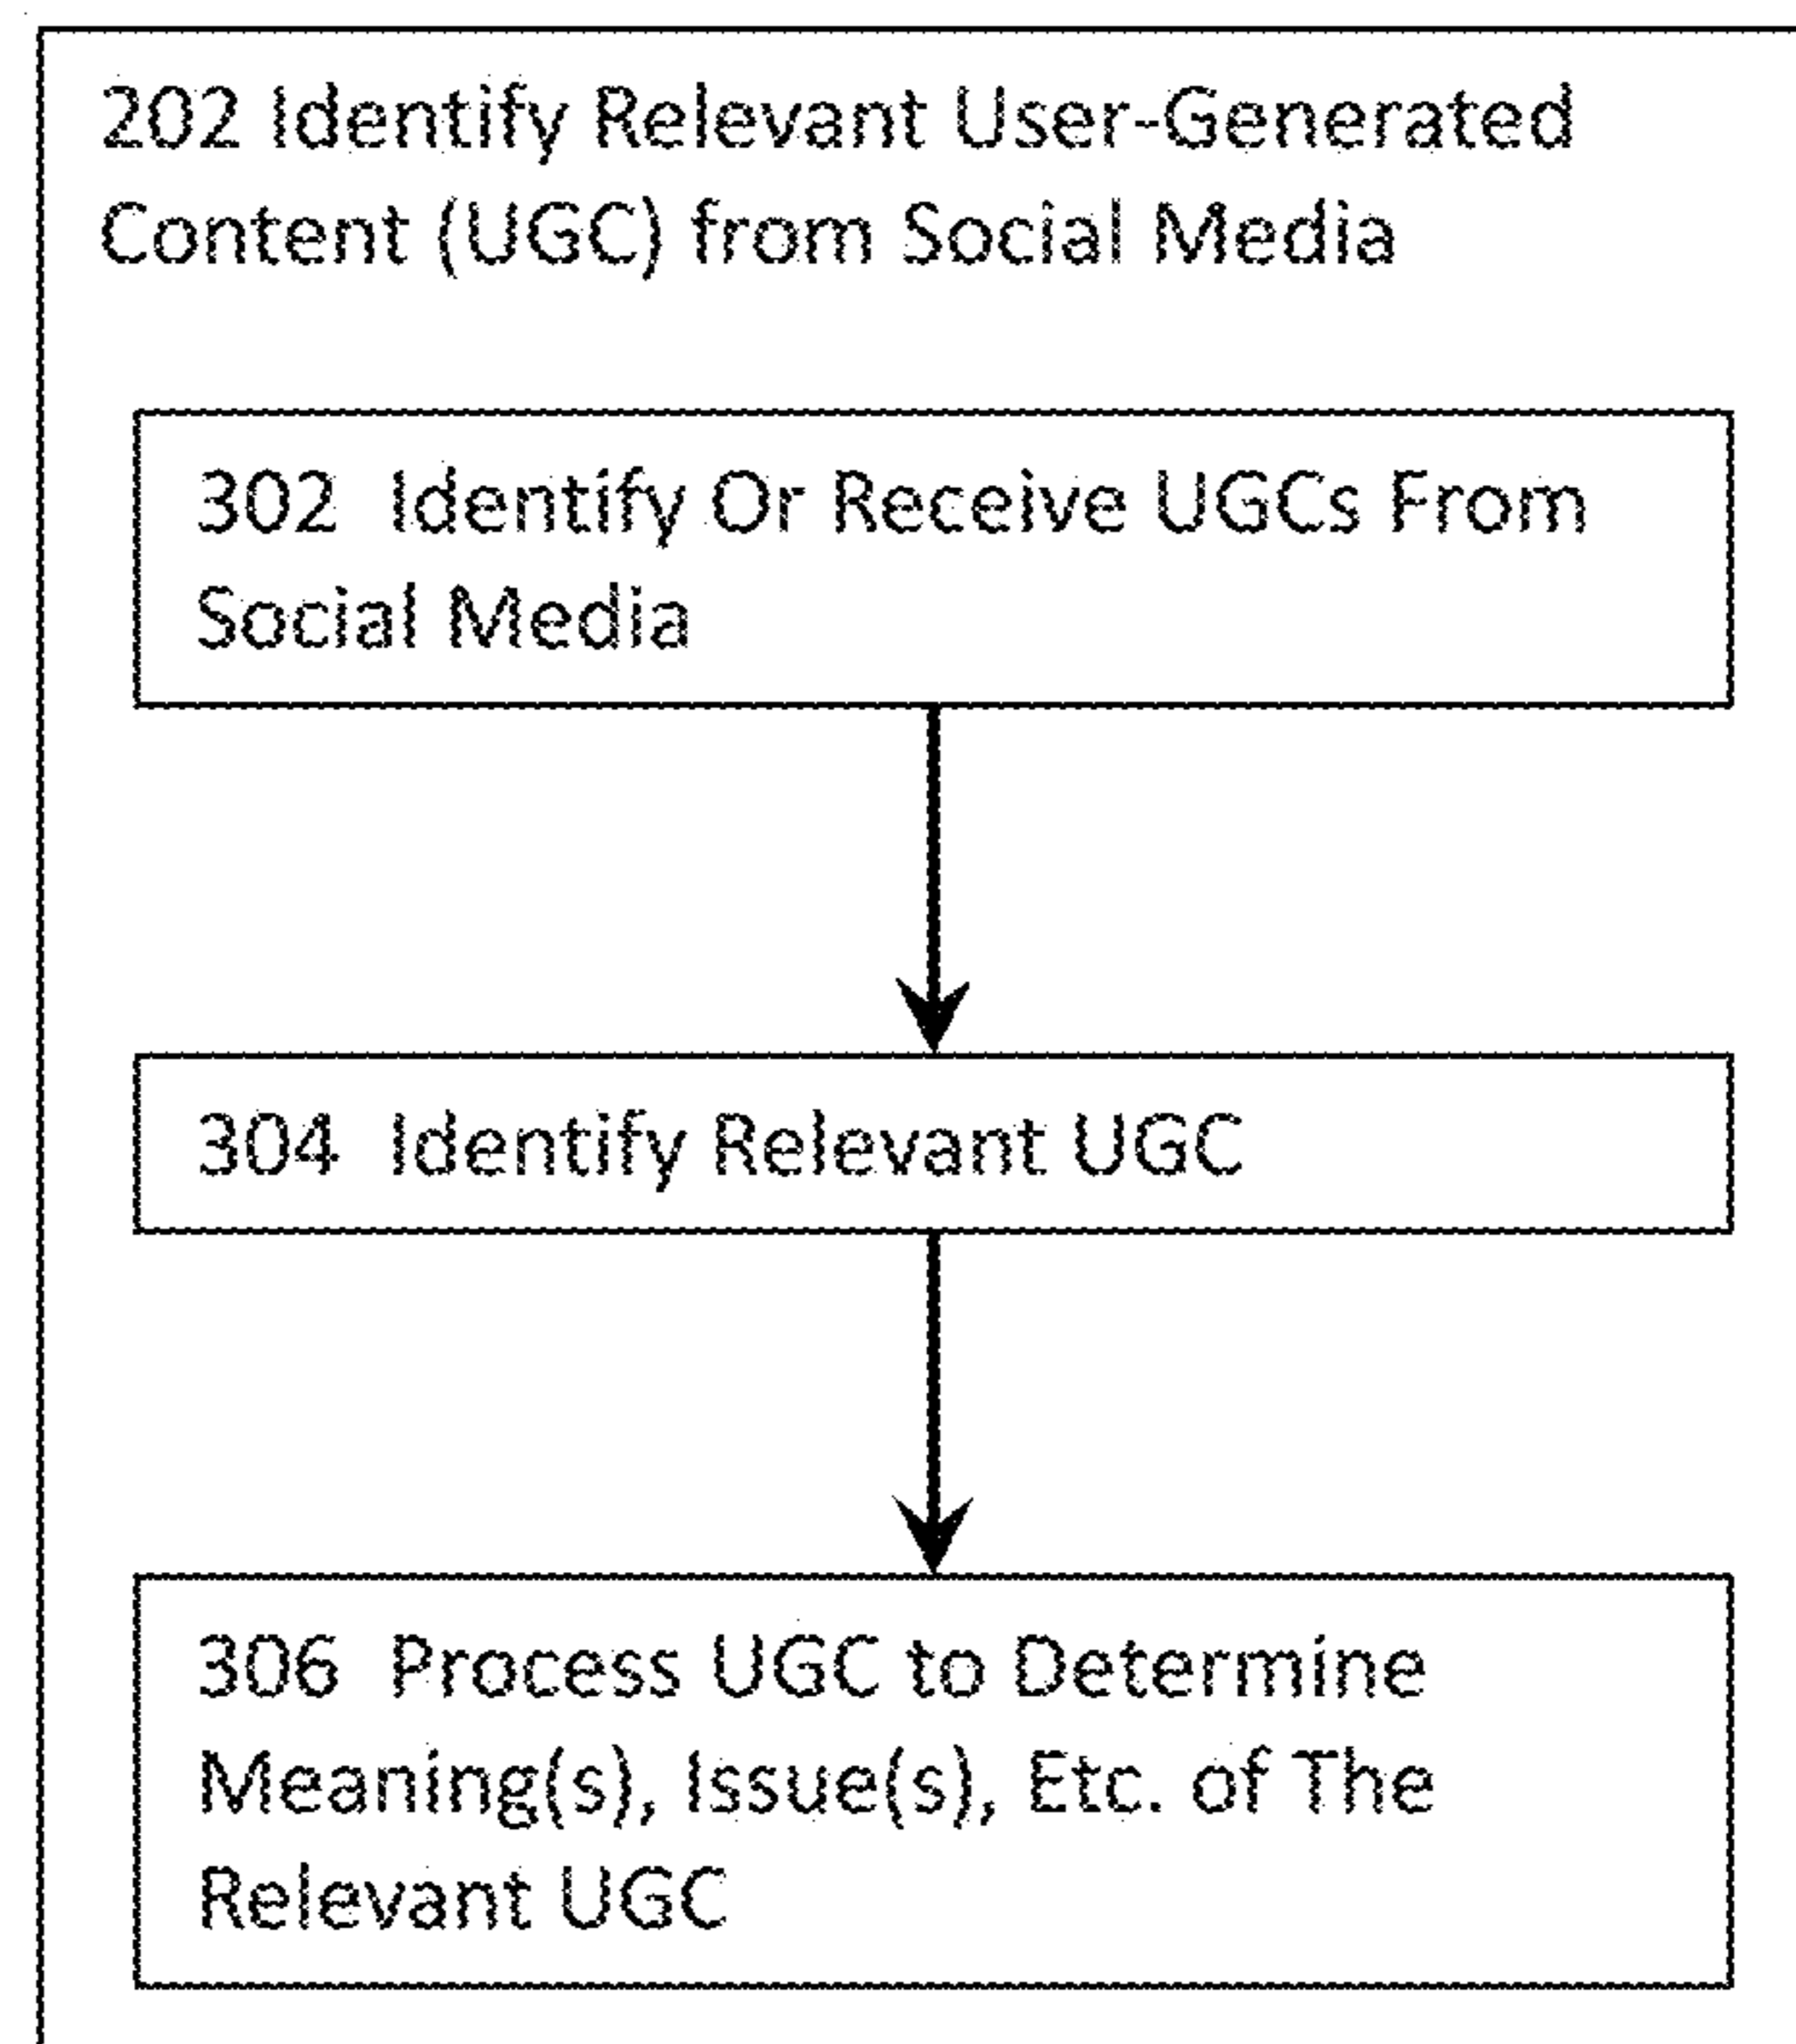 202 Identify Relevant User-Generated
Content (UGC) from Social Media
302 Identify Or Receive UGCs From
Social Media
304 Identify Relevant UGC
306 Process UGC to Determine
Meaning(s), Issue(s), Etc. of The
Relevant UGC